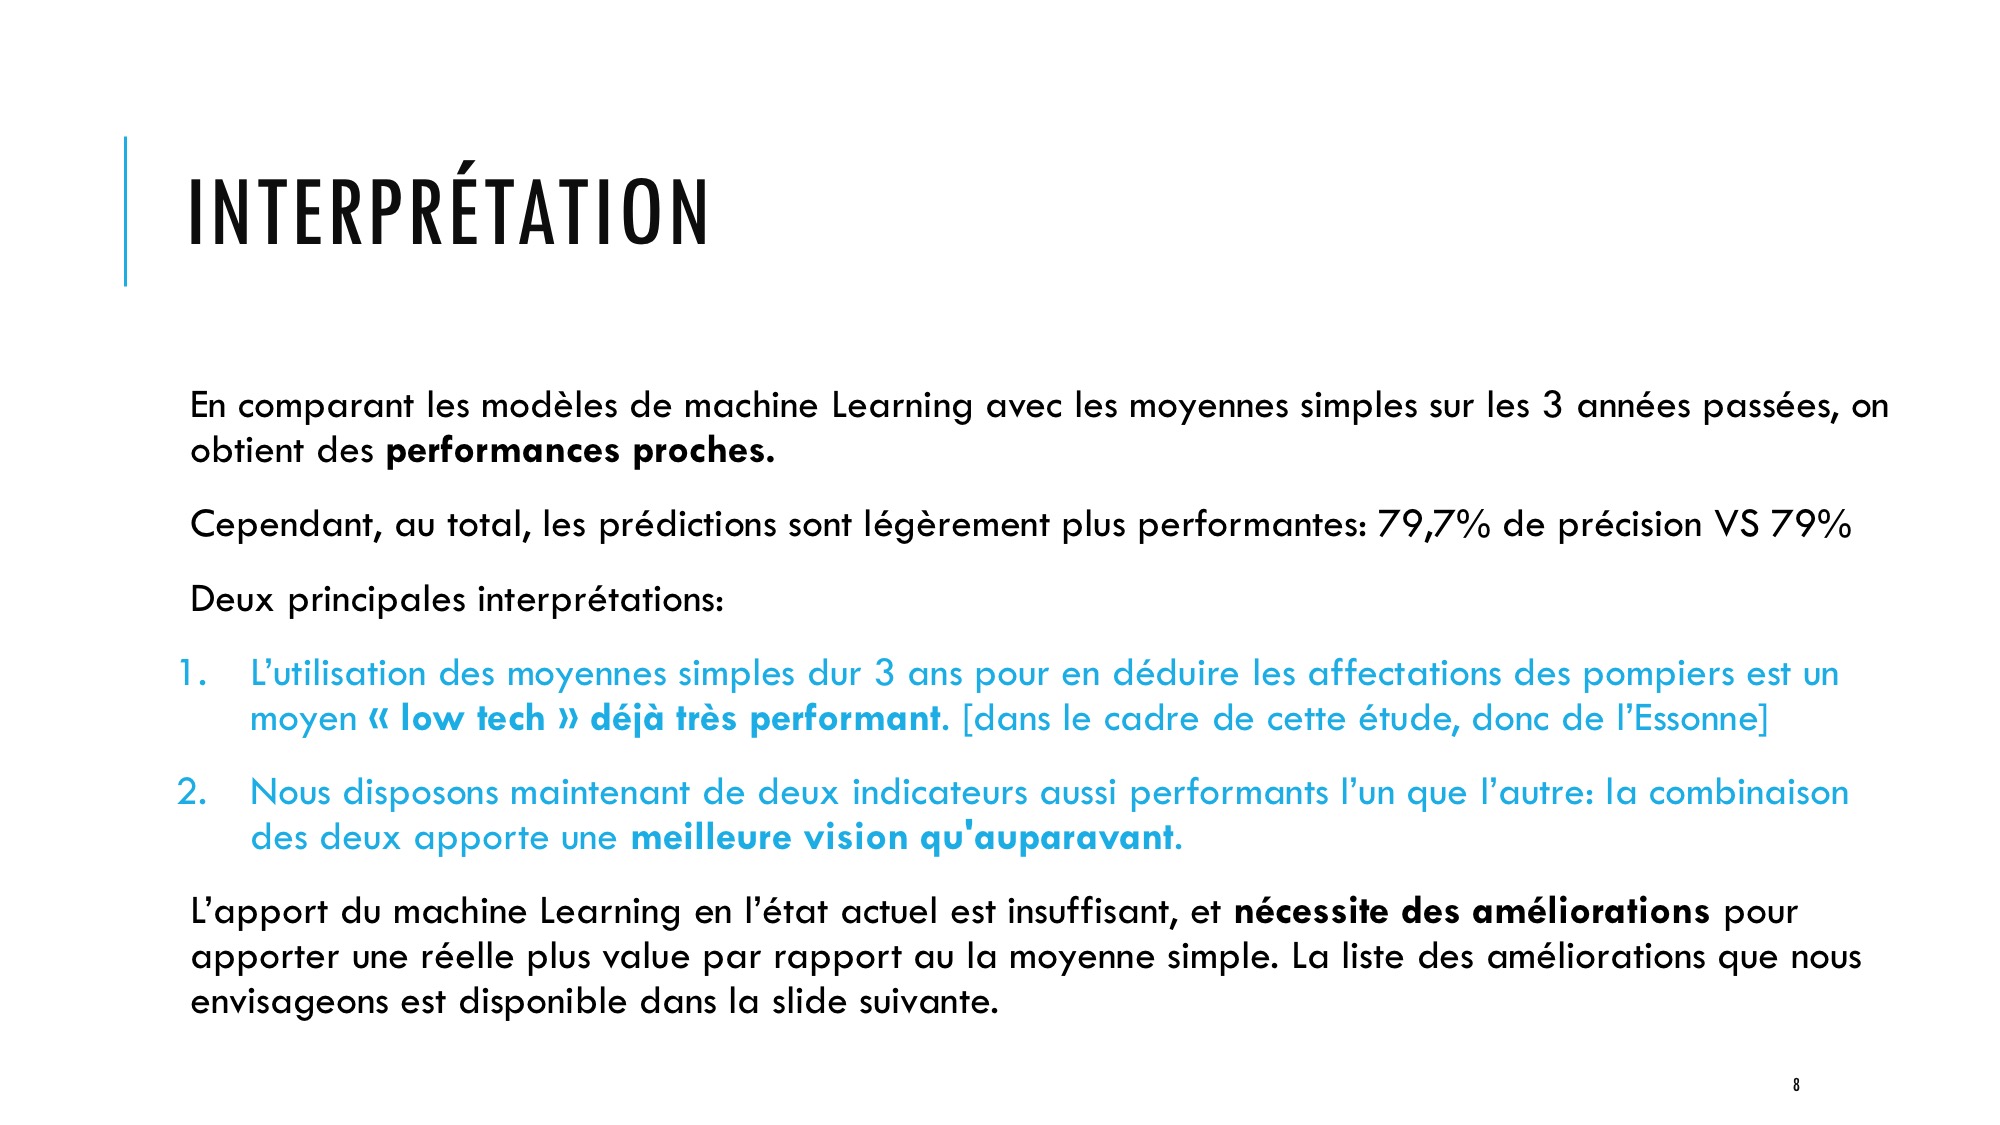 INTERPRÉTATION
En comparant les modèles de machine Learning avec les moyennes simples sur les 3 années passées, on
obtient des performances proches.
Cependant, au total, les prédictions sont légèrement plus performantes: 79,7% de précision VS 79%
Deux principales interprétations:
1. L’utilisation des moyennes simples dur 3 ans pour en déduire les affectations des pompiers est un
moyen « low tech » déjà très performant. [dans le cadre de cette étude, donc de l’Essonne]
2. Nous disposons maintenant de deux indicateurs aussi performants l’un que l’autre: la combinaison
des deux apporte une meilleure vision qu'auparavant.
L’apport du machine Learning en l’état actuel est insuffisant, et nécessite des améliorations pour
apporter une réelle plus value par rapport au la moyenne simple. La liste des améliorations que nous
envisageons est disponible dans la slide suivante.
8